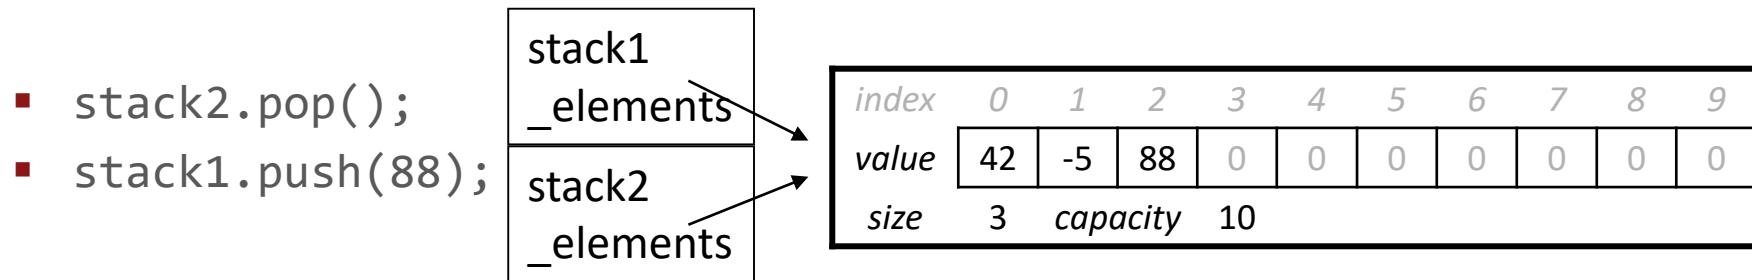 ▪ stack2.pop();
▪ stack1.push(88);
stack1
_elements
stack2
_elements
index 0 1 2 3 4 5 6 7 8 9
value 42 -5 88 0 0 0 0 0 0 0
size 3 capacity 10